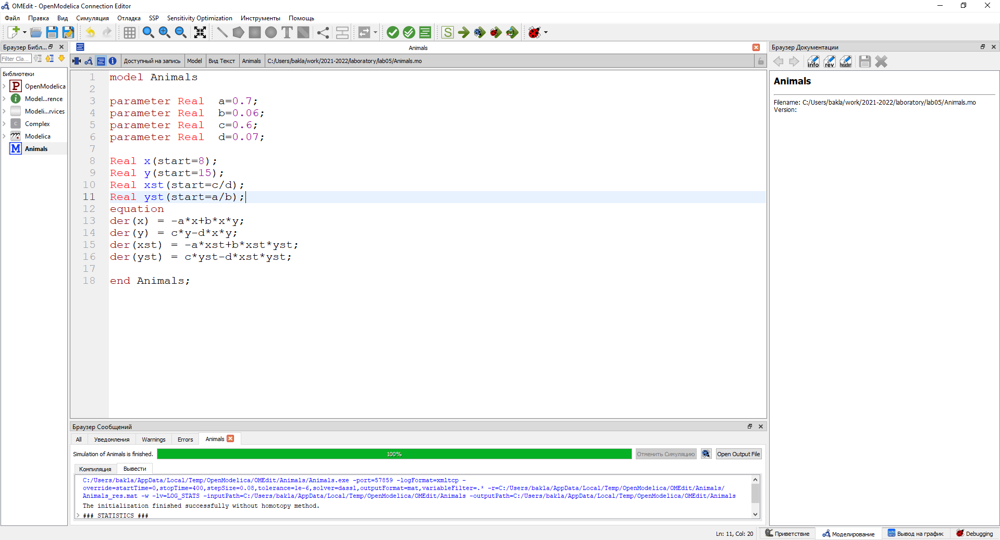 OMEdit - OpenModelica Connection Editor
Файл Правка Вид Симуляция Отладка SSP Sensitivity Optimization Инструменты Помощь
Браузер Библ...
Filter Cla...
Библиотеки
P OpenModelica
i Model...rence
Modeli...rvices
C Complex
Modelica
M Animals
Animals
Доступный на запись Model Вид Текст Animals C:/Users/bakla/work/2021-2022/laboratory/lab05/Animals.mo
1 model Animals
2
3 parameter Real  a=0.7;
4 parameter Real  b=0.06;
5 parameter Real  c=0.6;
6 parameter Real  d=0.07;
7
8 Real x(start=8);
9 Real y(start=15);
10 Real xst(start=c/d);
11 Real yst(start=a/b);
12 equation
13 der(x) = -a*x+b*x*y;
14 der(y) = c*y-d*x*y;
15 der(xst) = -a*xst+b*xst*yst;
16 der(yst) = c*yst-d*xst*yst;
17
18 end Animals;
Браузер Документации
info rev header
Animals
Filename: C:/Users/bakla/work/2021-2022/laboratory/lab05/Animals.mo
Version:
Браузер Сообщений
All Уведомления Warnings Errors Animals
Simulation of Animals is finished. 100% Отменить Симуляцию Open Output File
Компиляция Вывести
C:/Users/bakla/AppData/Local/Temp/OpenModelica/OMEdit/Animals/Animals.exe -port=57859 -logFormat=xmltcp -
override=startTime=0,stopTime=400,stepSize=0.08,tolerance=1e-6,solver=dassl,outputFormat=mat,variableFilter=.* -r=C:/Users/bakla/AppData/Local/Temp/OpenModelica/OMEdit/Animals/
Animals_res.mat -w -lv=LOG_STATS -inputPath=C:/Users/bakla/AppData/Local/Temp/OpenModelica/OMEdit/Animals -outputPath=C:/Users/bakla/AppData/Local/Temp/OpenModelica/OMEdit/Animals
The initialization finished successfully without homotopy method.
### STATISTICS ###
Ln: 11, Col: 20 Приветствие Моделирование Вывод на график Debugging